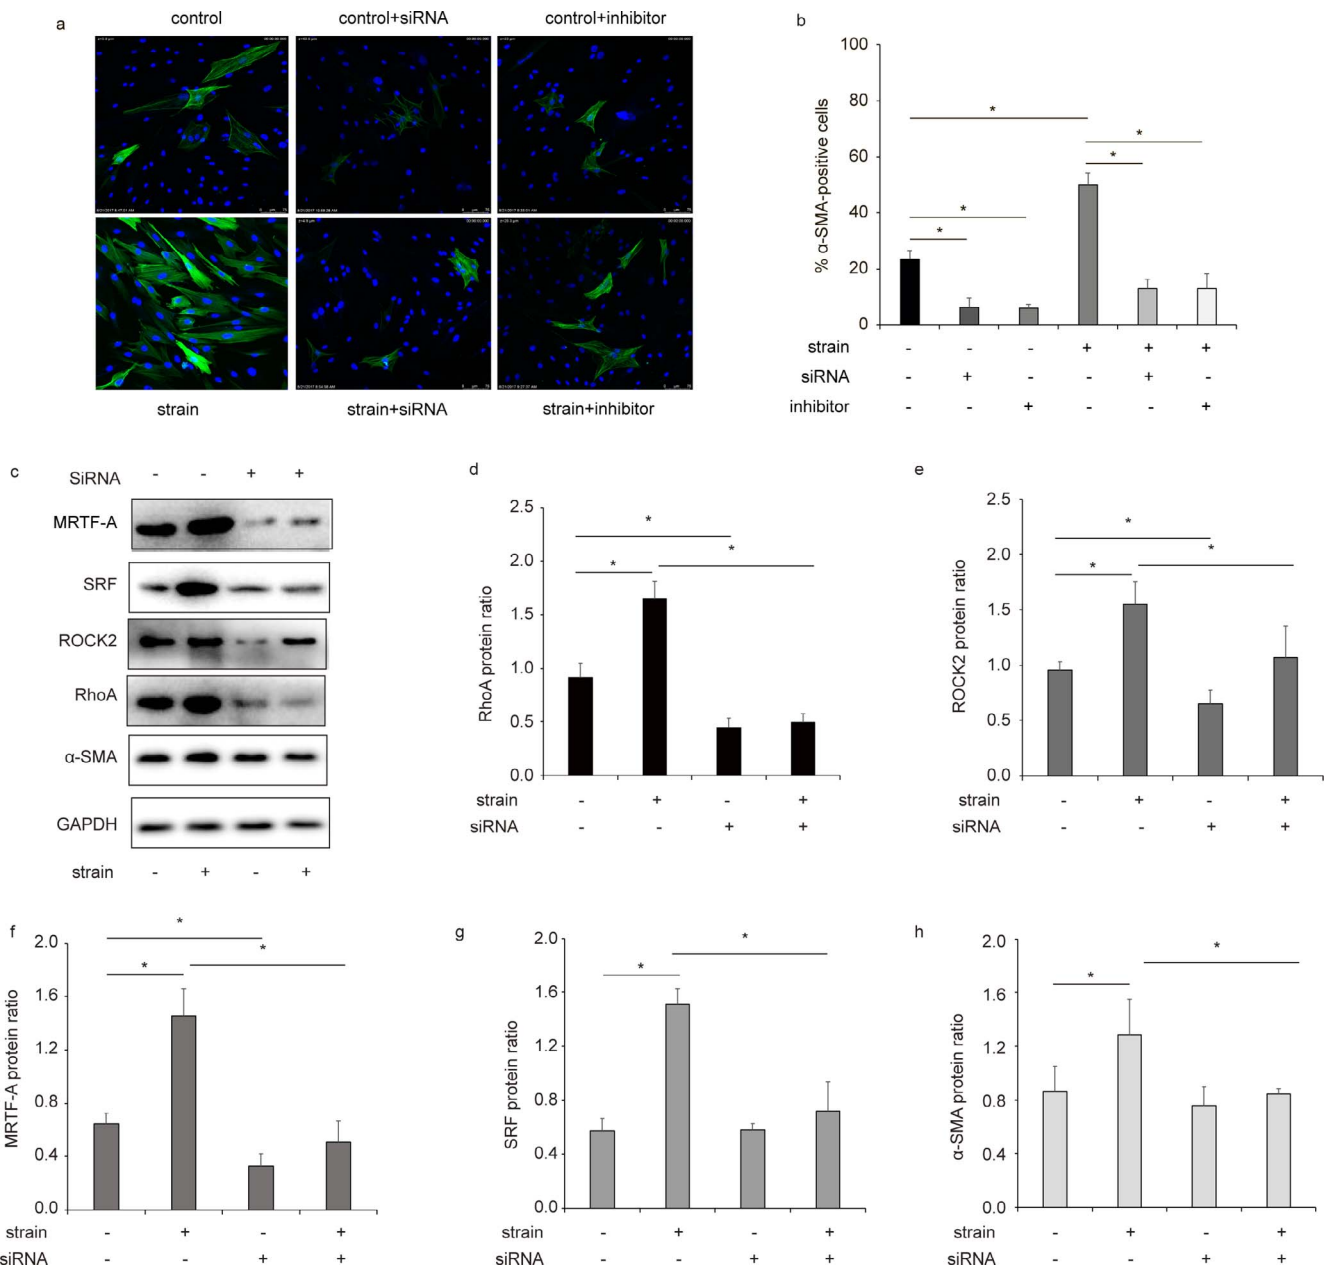 a
control control+siRNA control+inhibitor
strain strain+siRNA strain+inhibitor
b
% α-SMA-positive cells
100
80
60
40
20
0
* * * * *
strain - - - + + +
siRNA - + - - + -
inhibitor - - + - - +
c
SiRNA - - + +
MRTF-A
SRF
ROCK2
RhoA
α-SMA
GAPDH
strain - + - +
d
RhoA protein ratio
2.5
2.0
1.5
1.0
0.5
0.0
* * *
strain - + - +
siRNA - - + +
e
ROCK2 protein ratio
2.5
2.0
1.5
1.0
0.5
0.0
* * *
strain - + - +
siRNA - - + +
f
MRTF-A protein ratio
2.0
1.6
1.2
0.8
0.4
0.0
* * *
strain - + - +
siRNA - - + +
g
SRF protein ratio
2.0
1.6
1.2
0.8
0.4
0.0
* *
strain - + - +
siRNA - - + +
h
α-SMA protein ratio
2.0
1.6
1.2
0.8
0.4
0.0
* *
strain - + - +
siRNA - - + +